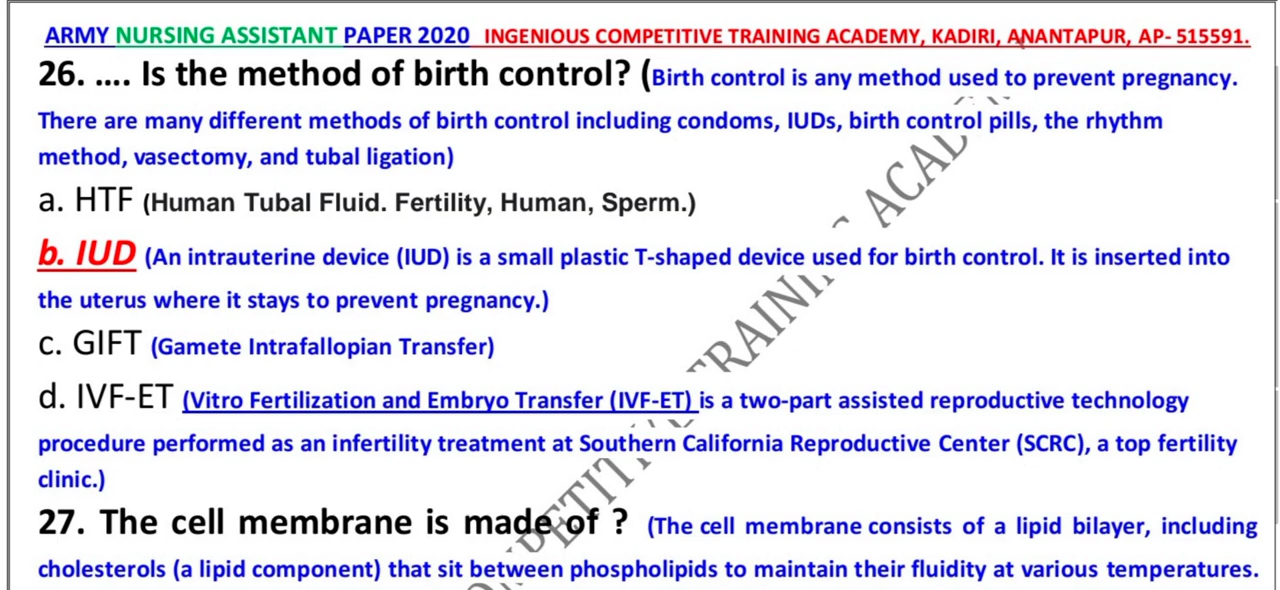 ARMY NURSING ASSISTANT PAPER 2020 INGENIOUS COMPETITIVE TRAINING ACADEMY, KADIRI, ANANTAPUR, AP- 515591.
26. .... Is the method of birth control? (Birth control is any method used to prevent pregnancy.
There are many different methods of birth control including condoms, IUDs, birth control pills, the rhythm
method, vasectomy, and tubal ligation)
a. HTF (Human Tubal Fluid. Fertility, Human, Sperm.)
b. IUD (An intrauterine device (IUD) is a small plastic T-shaped device used for birth control. It is inserted into
the uterus where it stays to prevent pregnancy.)
c. GIFT (Gamete Intrafallopian Transfer)
d. IVF-ET (Vitro Fertilization and Embryo Transfer (IVF-ET) is a two-part assisted reproductive technology
procedure performed as an infertility treatment at Southern California Reproductive Center (SCRC), a top fertility
clinic.)
27. The cell membrane is made of ? (The cell membrane consists of a lipid bilayer, including
cholesterols (a lipid component) that sit between phospholipids to maintain their fluidity at various temperatures.